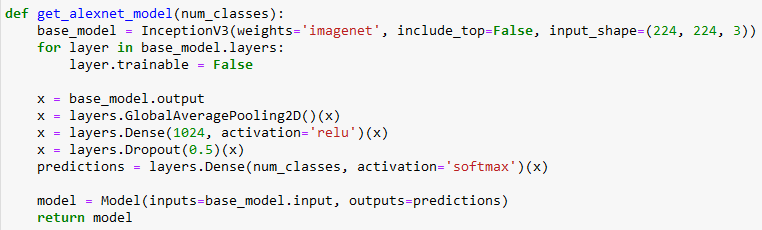 def get_alexnet_model(num_classes):
    base_model = InceptionV3(weights='imagenet', include_top=False, input_shape=(224, 224, 3))
    for layer in base_model.layers:
        layer.trainable = False

    x = base_model.output
    x = layers.GlobalAveragePooling2D()(x)
    x = layers.Dense(1024, activation='relu')(x)
    x = layers.Dropout(0.5)(x)
    predictions = layers.Dense(num_classes, activation='softmax')(x)

    model = Model(inputs=base_model.input, outputs=predictions)
    return model